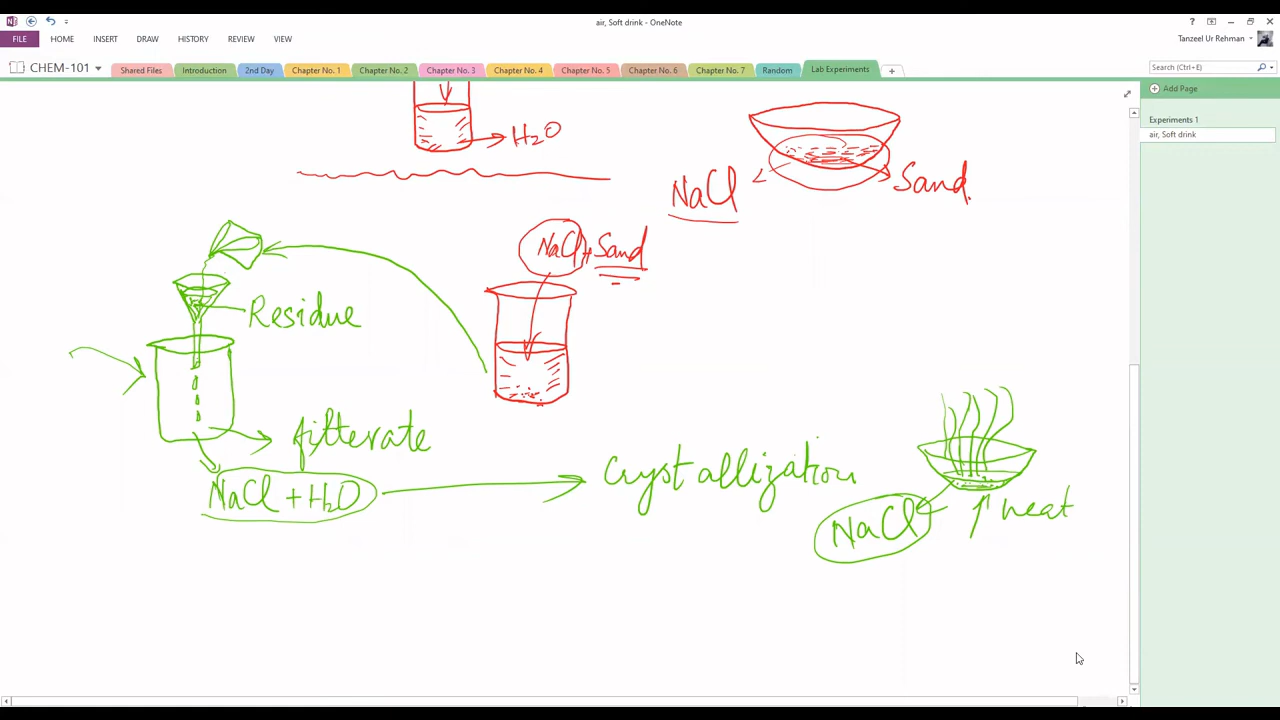 air, Soft drink - OneNote
FILE HOME INSERT DRAW HISTORY REVIEW VIEW
Tanzeel Ur Rehman
CHEM-101
Shared Files Introduction 2nd Day Chapter No. 1 Chapter No. 2 Chapter No. 3 Chapter No. 4 Chapter No. 5 Chapter No. 6 Chapter No. 7 Random Lab Experiments
Search (Ctrl+E)
Add Page
Experiments 1
air, Soft drink
H2O
NaCl
Sand.
NaCl + Sand
Residue
filterate
NaCl + H2O
Crystallization
NaCl
heat